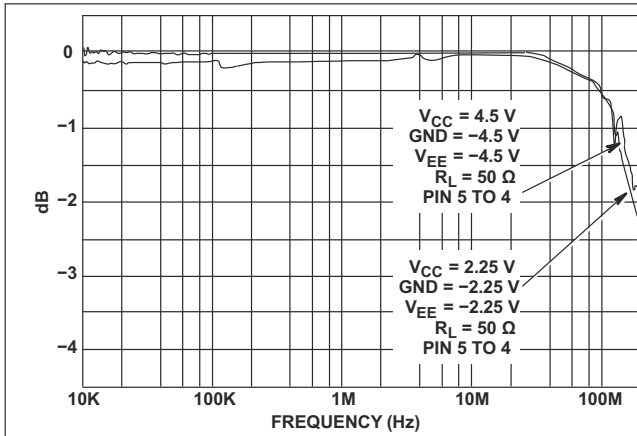 0
−1
−2
−3
−4
dB
V_CC = 4.5 V
GND = −4.5 V
V_EE = −4.5 V
R_L = 50 Ω
PIN 5 TO 4
V_CC = 2.25 V
GND = −2.25 V
V_EE = −2.25 V
R_L = 50 Ω
PIN 5 TO 4
10K 100K 1M 10M 100M
FREQUENCY (Hz)